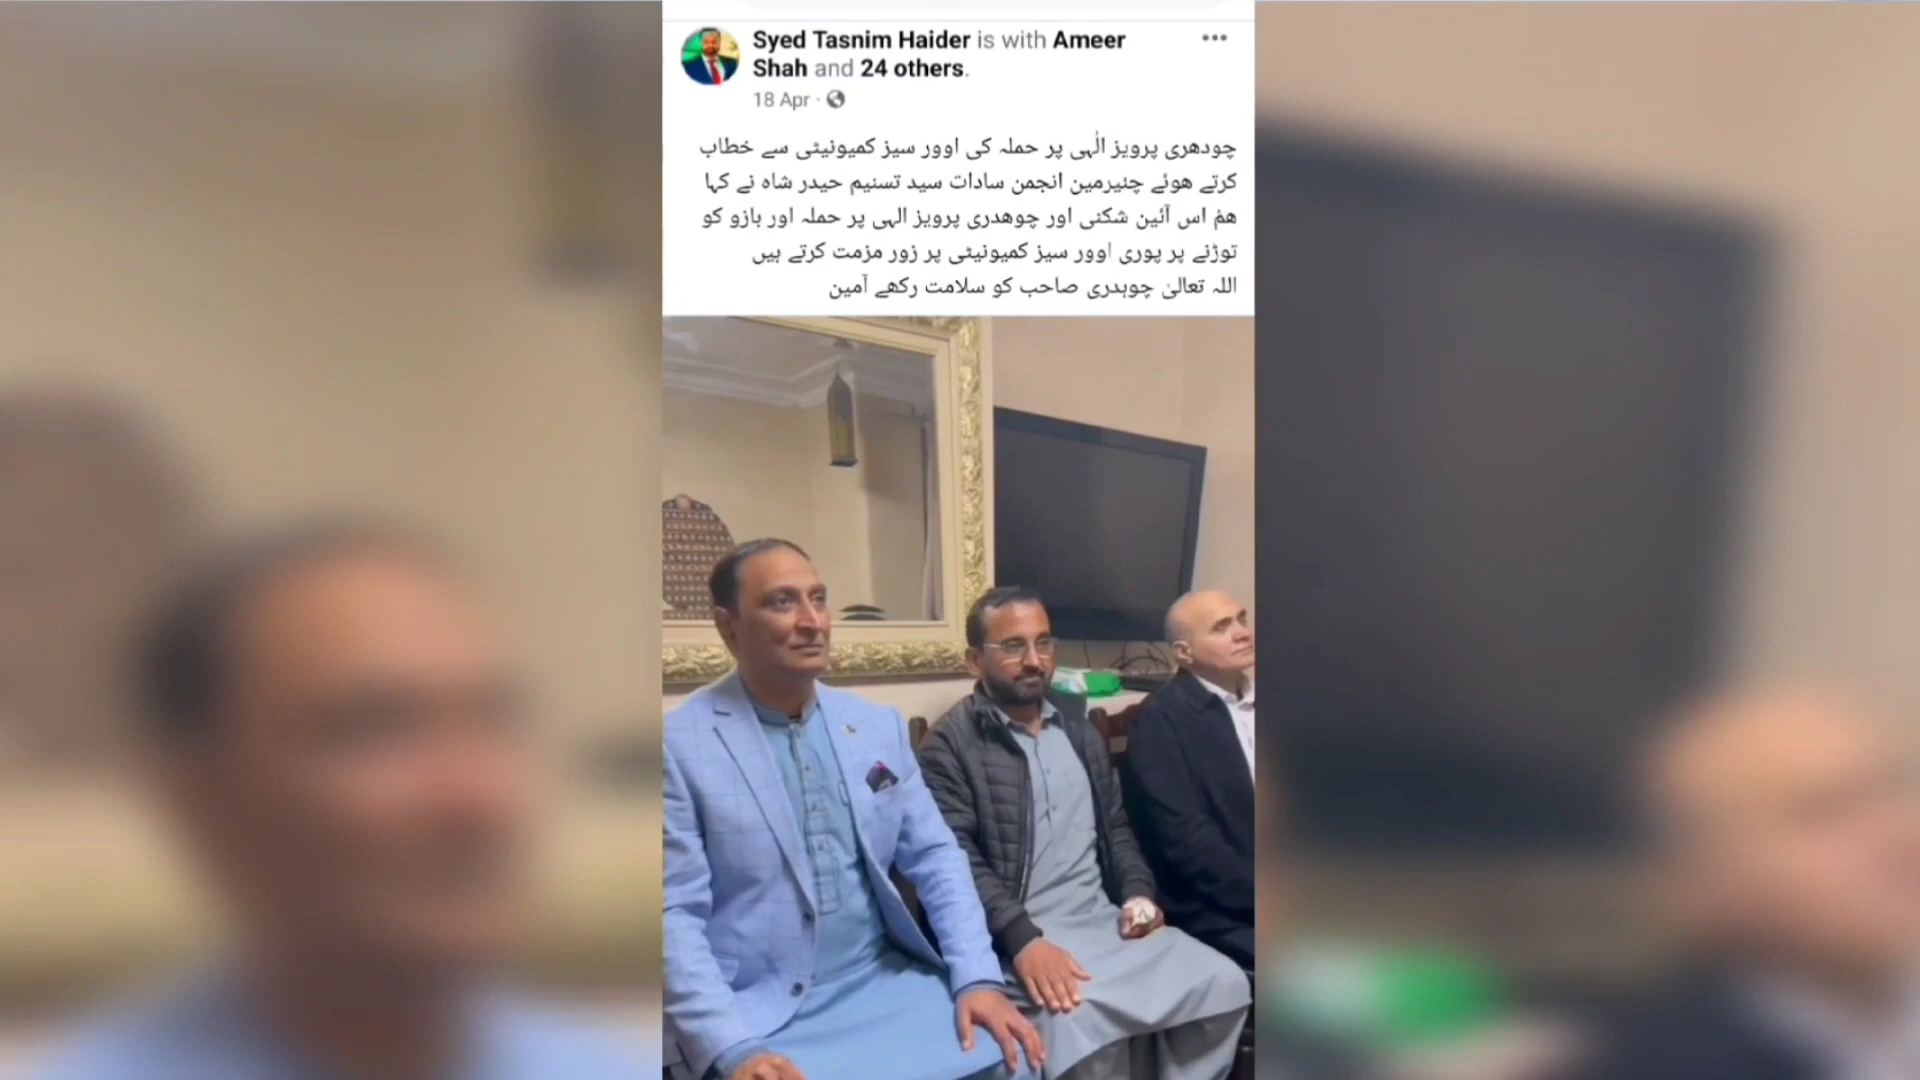 Syed Tasnim Haider is with Ameer
Shah and 24 others.
18 Apr ·
چودھری پرویز الٰہی پر حملہ کی اوور سیز کمیونیٹی سے خطاب
کرتے ھوئے چئیرمین انجمن سادات سید تسنیم حیدر شاہ نے کہا
ھم اس آئین شکنی اور چوھدری پرویز الہی پر حملہ اور بازو کو
توڑنے پر پوری اوور سیز کمیونیٹی پر زور مزمت کرتے ہیں
اللہ تعالیٰ چوہدری صاحب کو سلامت رکھے آمین